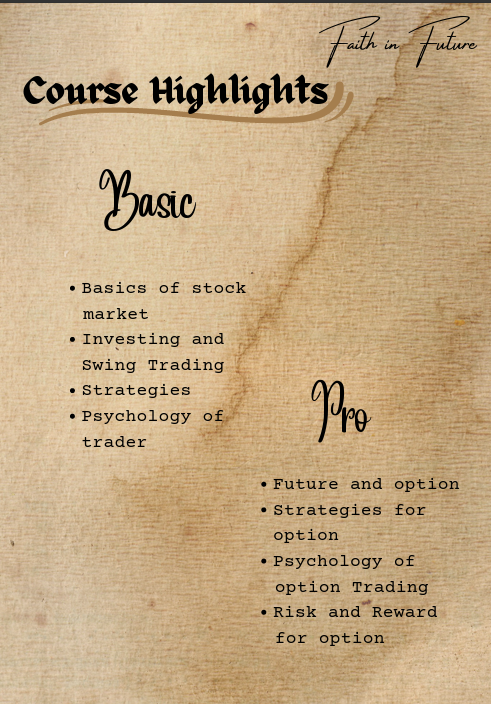 Faith in Future
Course Highlights
Basic
• Basics of stock
market
• Investing and
Swing Trading
• Strategies
• Psychology of
trader
Pro
• Future and option
• Strategies for
option
• Psychology of
option Trading
• Risk and Reward
for option